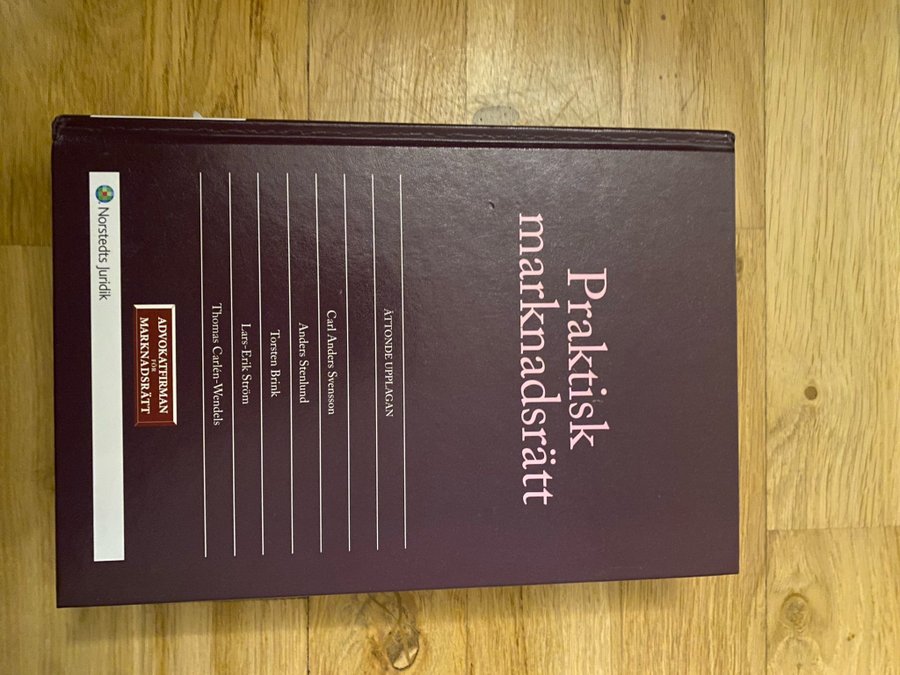 Praktisk
marknadsrätt
ÅTTONDE UPPLAGAN
Carl Anders Svensson
Anders Stenlund
Torsten Brink
Lars-Erik Ström
Thomas Carlén-Wendels
ADVOKATFIRMAN
FÖR
MARKNADSRÄTT
Norstedts Juridik